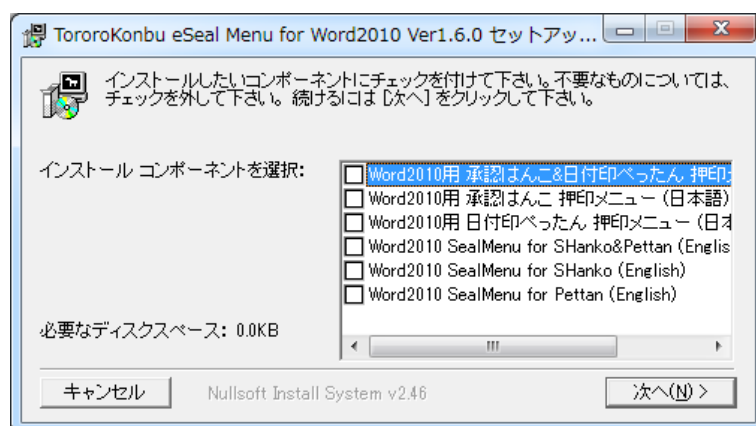 TororoKonbu eSeal Menu for Word2010 Ver1.6.0 セットアッ...
インストールしたいコンポーネントにチェックを付けて下さい。不要なものについては、
チェックを外して下さい。続けるには [次へ] をクリックして下さい。
インストール コンポーネントを選択:
Word2010用 承認はんこ&日付印ぺったん 押印
Word2010用 承認はんこ 押印メニュー (日本語)
Word2010用 日付印ぺったん 押印メニュー (日
Word2010 SealMenu for SHanko&Pettan (Englis
Word2010 SealMenu for SHanko (English)
Word2010 SealMenu for Pettan (English)
必要なディスクスペース: 0.0KB
キャンセル
Nullsoft Install System v2.46
次へ(N) >